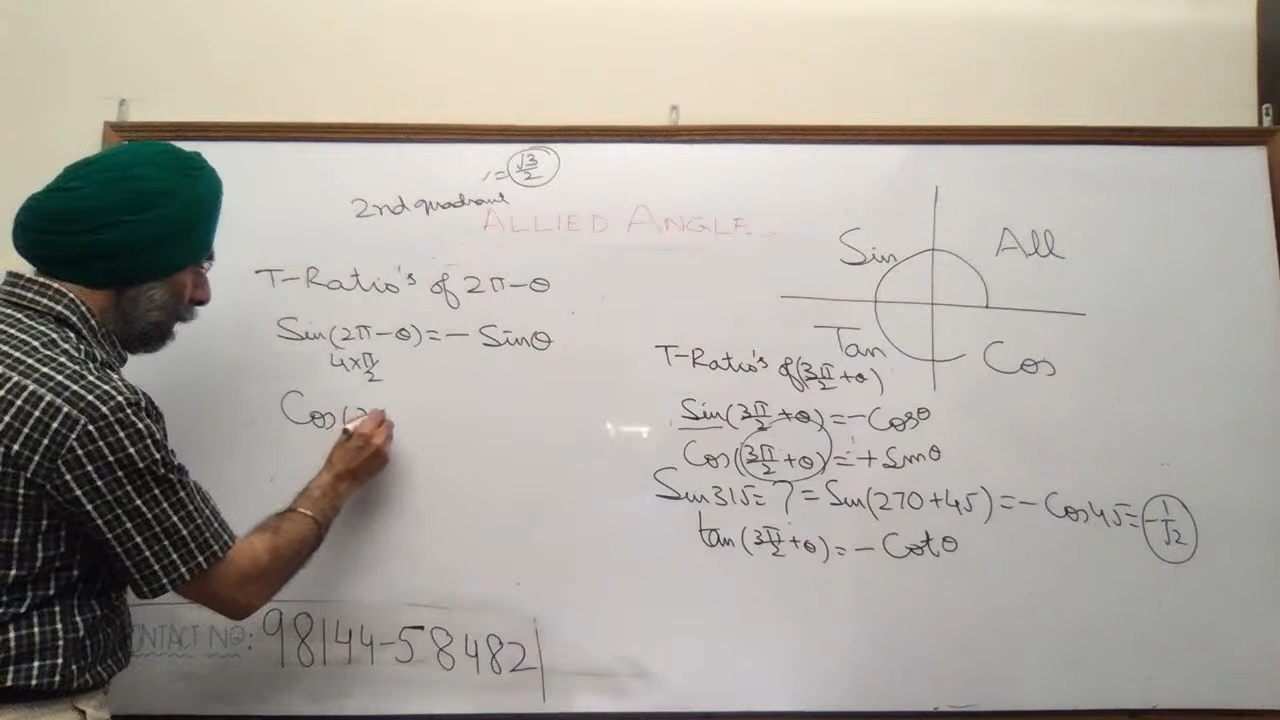 = √3/2
2nd quadrant
ALLIED ANGLE
T-Ratio's of 2π-θ
Sin(2π-θ)=- Sinθ
4×π/2
Cos(2
Sin All
Tan Cos
T-Ratio's of(3π/2+θ)
Sin(3π/2+θ)=-Cosθ
Cos(3π/2+θ)=+Sinθ
Sin315=?=Sin(270+45)=-Cos45=-1/√2
tan(3π/2+θ)=-Cotθ
CONTACT NO: 98144-58482